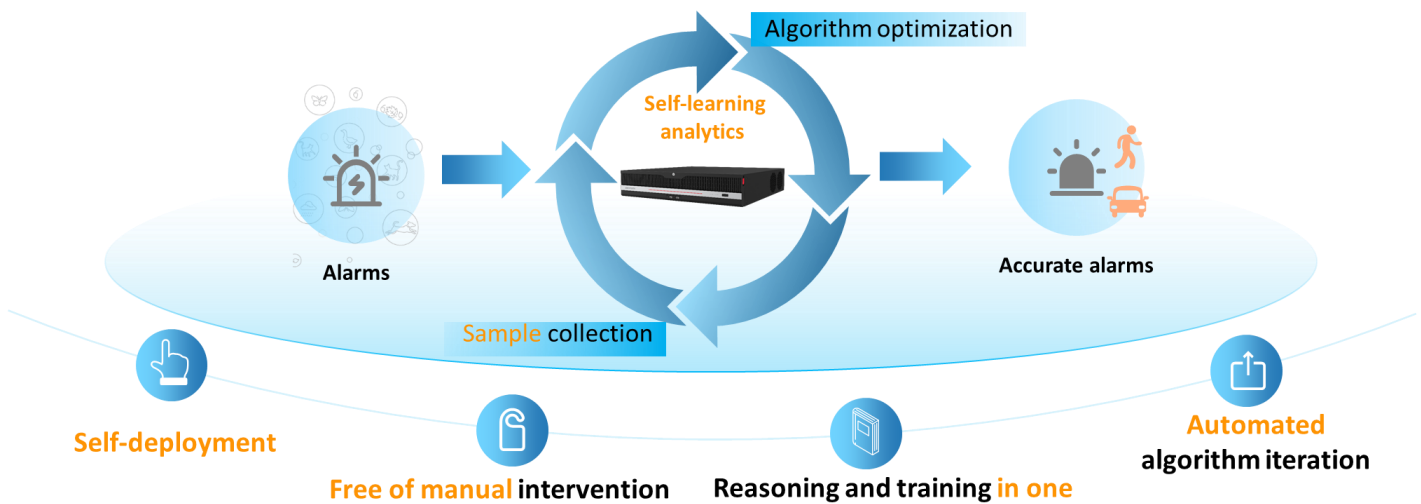 Algorithm optimization
Self-learning
analytics
Alarms
Accurate alarms
Sample collection
Self-deployment
Free of manual intervention
Reasoning and training in one
Automated
algorithm iteration